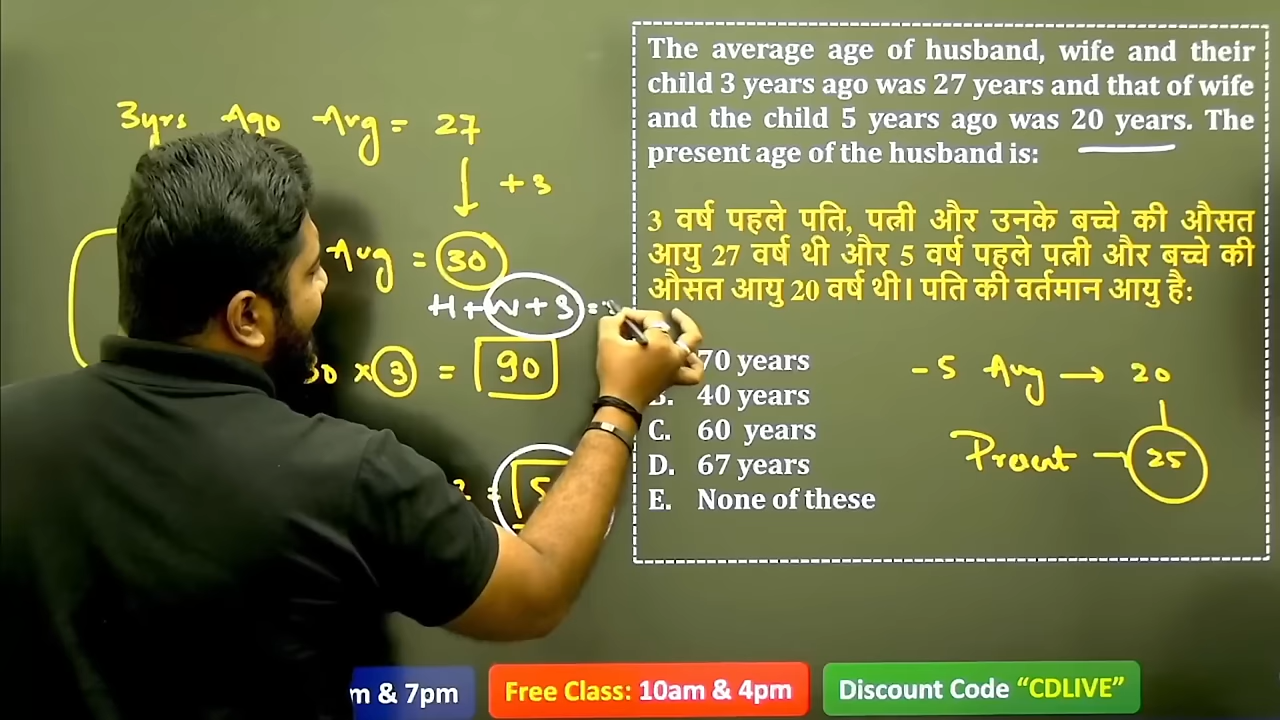 3yrs Ago Avg = 27
+3
Avg = 30
H+W+S =
30 × 3 = 90
2 = 5
The average age of husband, wife and their
child 3 years ago was 27 years and that of wife
and the child 5 years ago was 20 years. The
present age of the husband is:
3 वर्ष पहले पति, पत्नी और उनके बच्चे की औसत
आयु 27 वर्ष थी और 5 वर्ष पहले पत्नी और बच्चे की
औसत आयु 20 वर्ष थी। पति की वर्तमान आयु है:
70 years
B. 40 years
C. 60 years
D. 67 years
E. None of these
-5 Avg → 20
Present → 25
m & 7pm
Free Class: 10am & 4pm
Discount Code “CDLIVE”